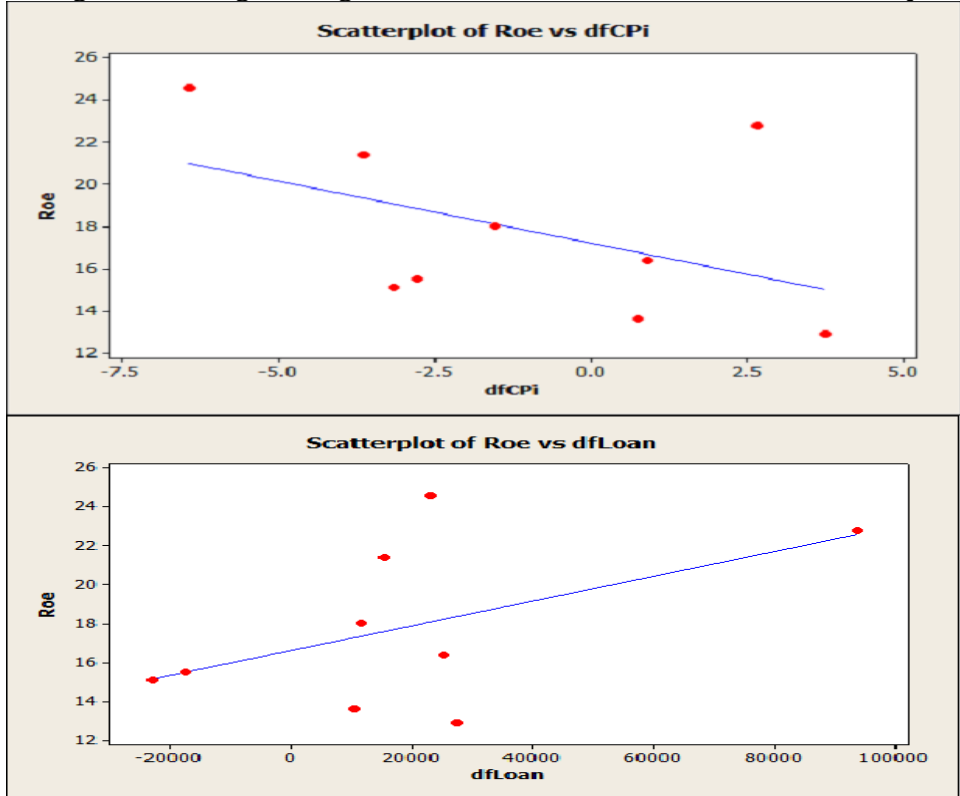 Scatterplot of Roe vs dfCPi
26
24
22
20
18
16
14
12
Roe
-7.5 -5.0 -2.5 0.0 2.5 5.0
dfCPi
Scatterplot of Roe vs dfLoan
26
24
22
20
18
16
14
12
Roe
-20000 0 20000 40000 60000 80000 100000
dfLoan